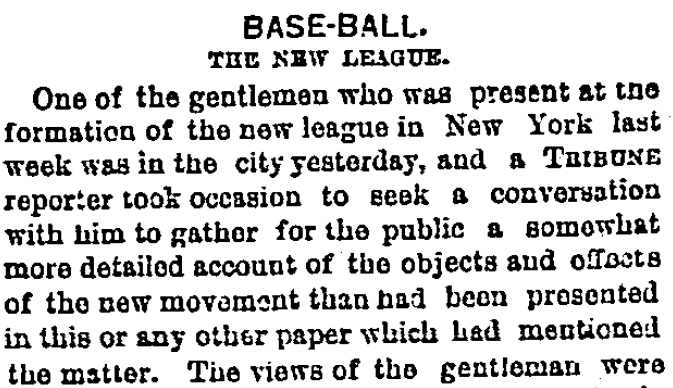 BASE-BALL.
THE NEW LEAGUE.
One of the gentlemen who was present at the
formation of the new league in New York last
week was in the city yesterday, and a TRIBUNE
reporter took occasion to seek a conversation
with him to gather for the public a somewhat
more detailed account of the objects and effects
of the new movement than had been presented
in this or any other paper which had mentioned
the matter. The views of the gentleman were